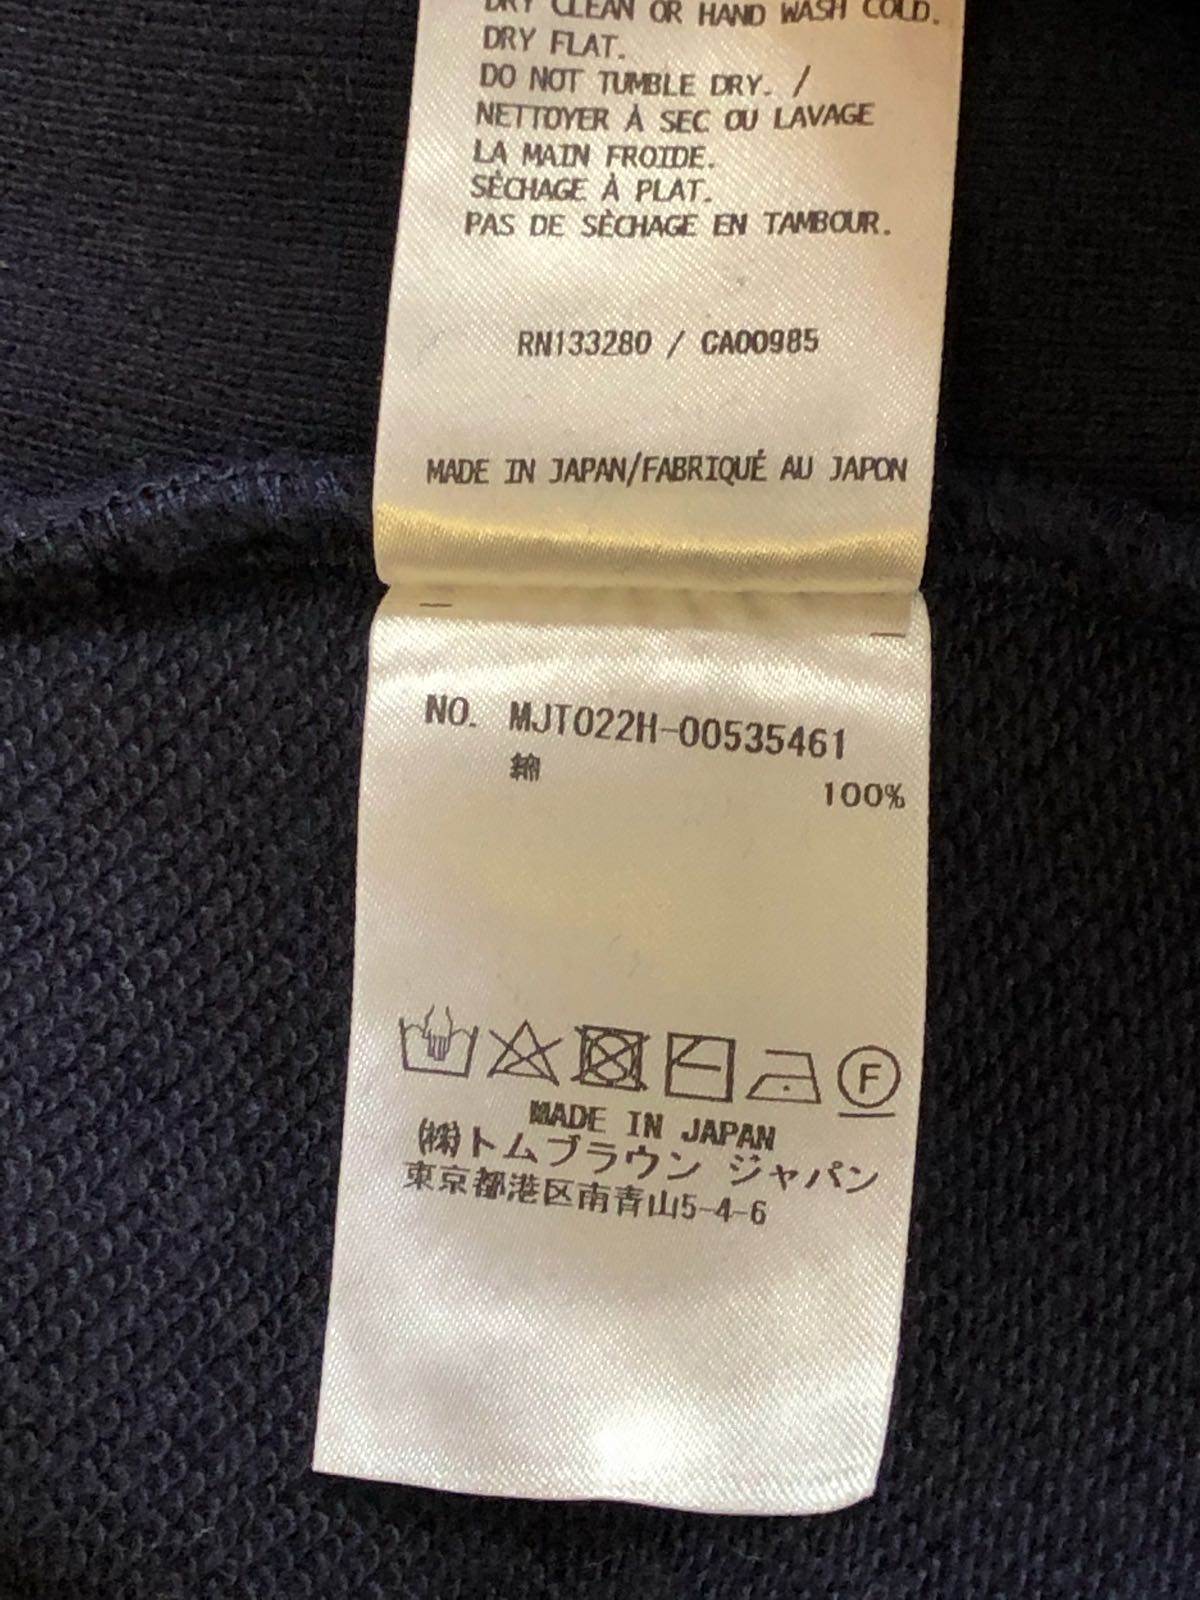 DRY CLEAN OR HAND WASH COLD.
DRY FLAT.
DO NOT TUMBLE DRY. /
NETTOYER À SEC OU LAVAGE
LA MAIN FROIDE.
SÉCHAGE À PLAT.
PAS DE SÈCHAGE EN TAMBOUR.
RN133280 / CA00985
MADE IN JAPAN/FABRIQUÉ AU JAPON
NO. MJT022H-00535461
綿 100%
F
MADE IN JAPAN
(株)トムブラウン ジャパン
東京都港区南青山5-4-6